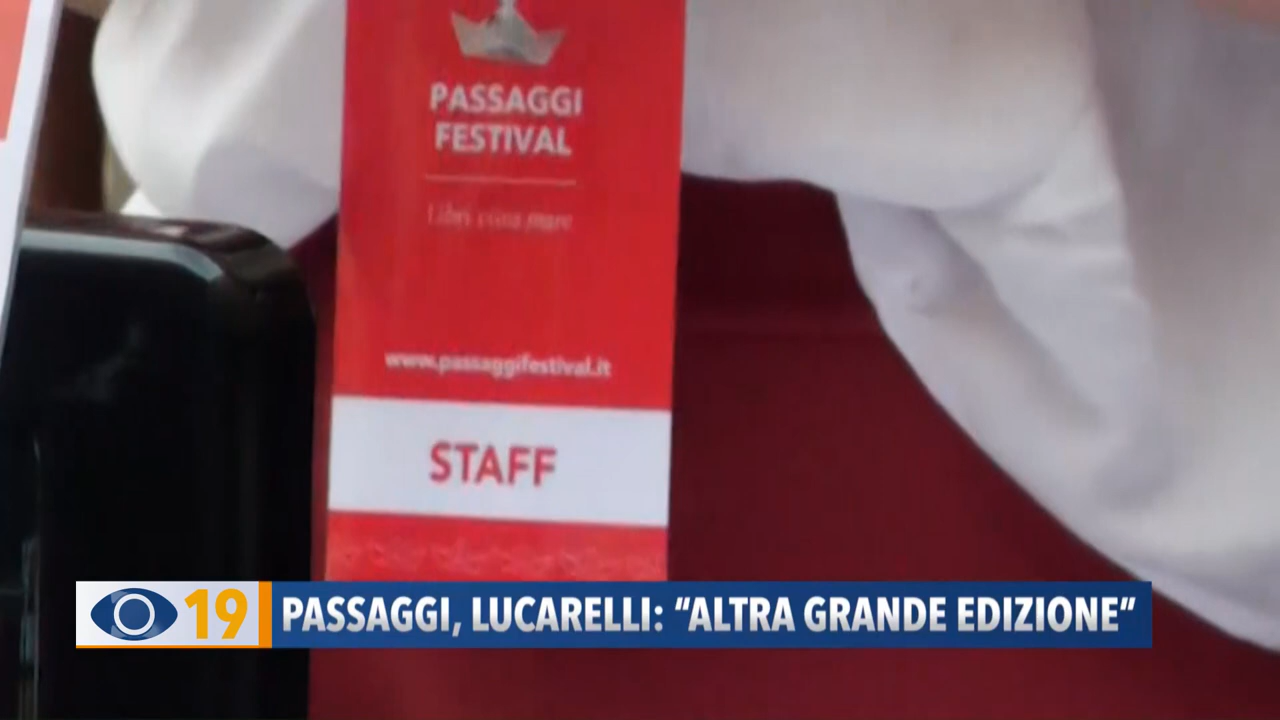 PASSAGGI
FESTIVAL
Libri vista mare
www.passaggifestival.it
STAFF
19 PASSAGGI, LUCARELLI: “ALTRA GRANDE EDIZIONE”